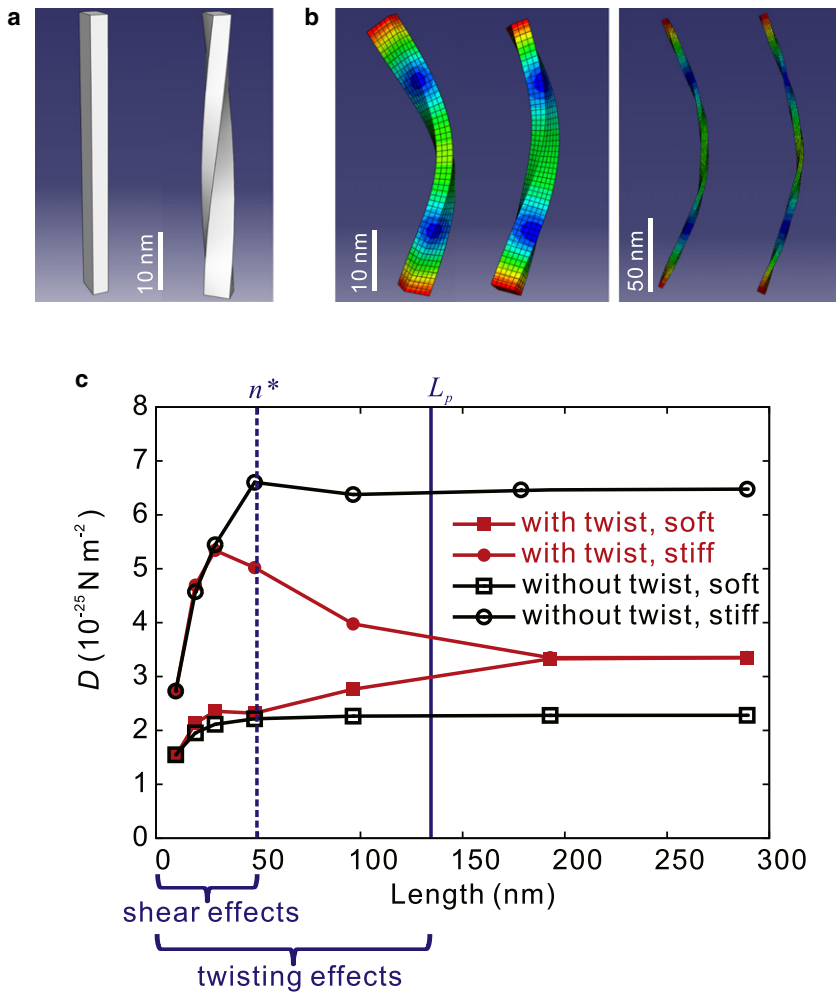 a
b
10 nm
10 nm
50 nm
c
n*
L_p
8
7
6
5
4
3
2
1
0
D (10⁻²⁵ N m⁻²)
with twist, soft
with twist, stiff
without twist, soft
without twist, stiff
0 50 100 150 200 250 300
Length (nm)
shear effects
twisting effects